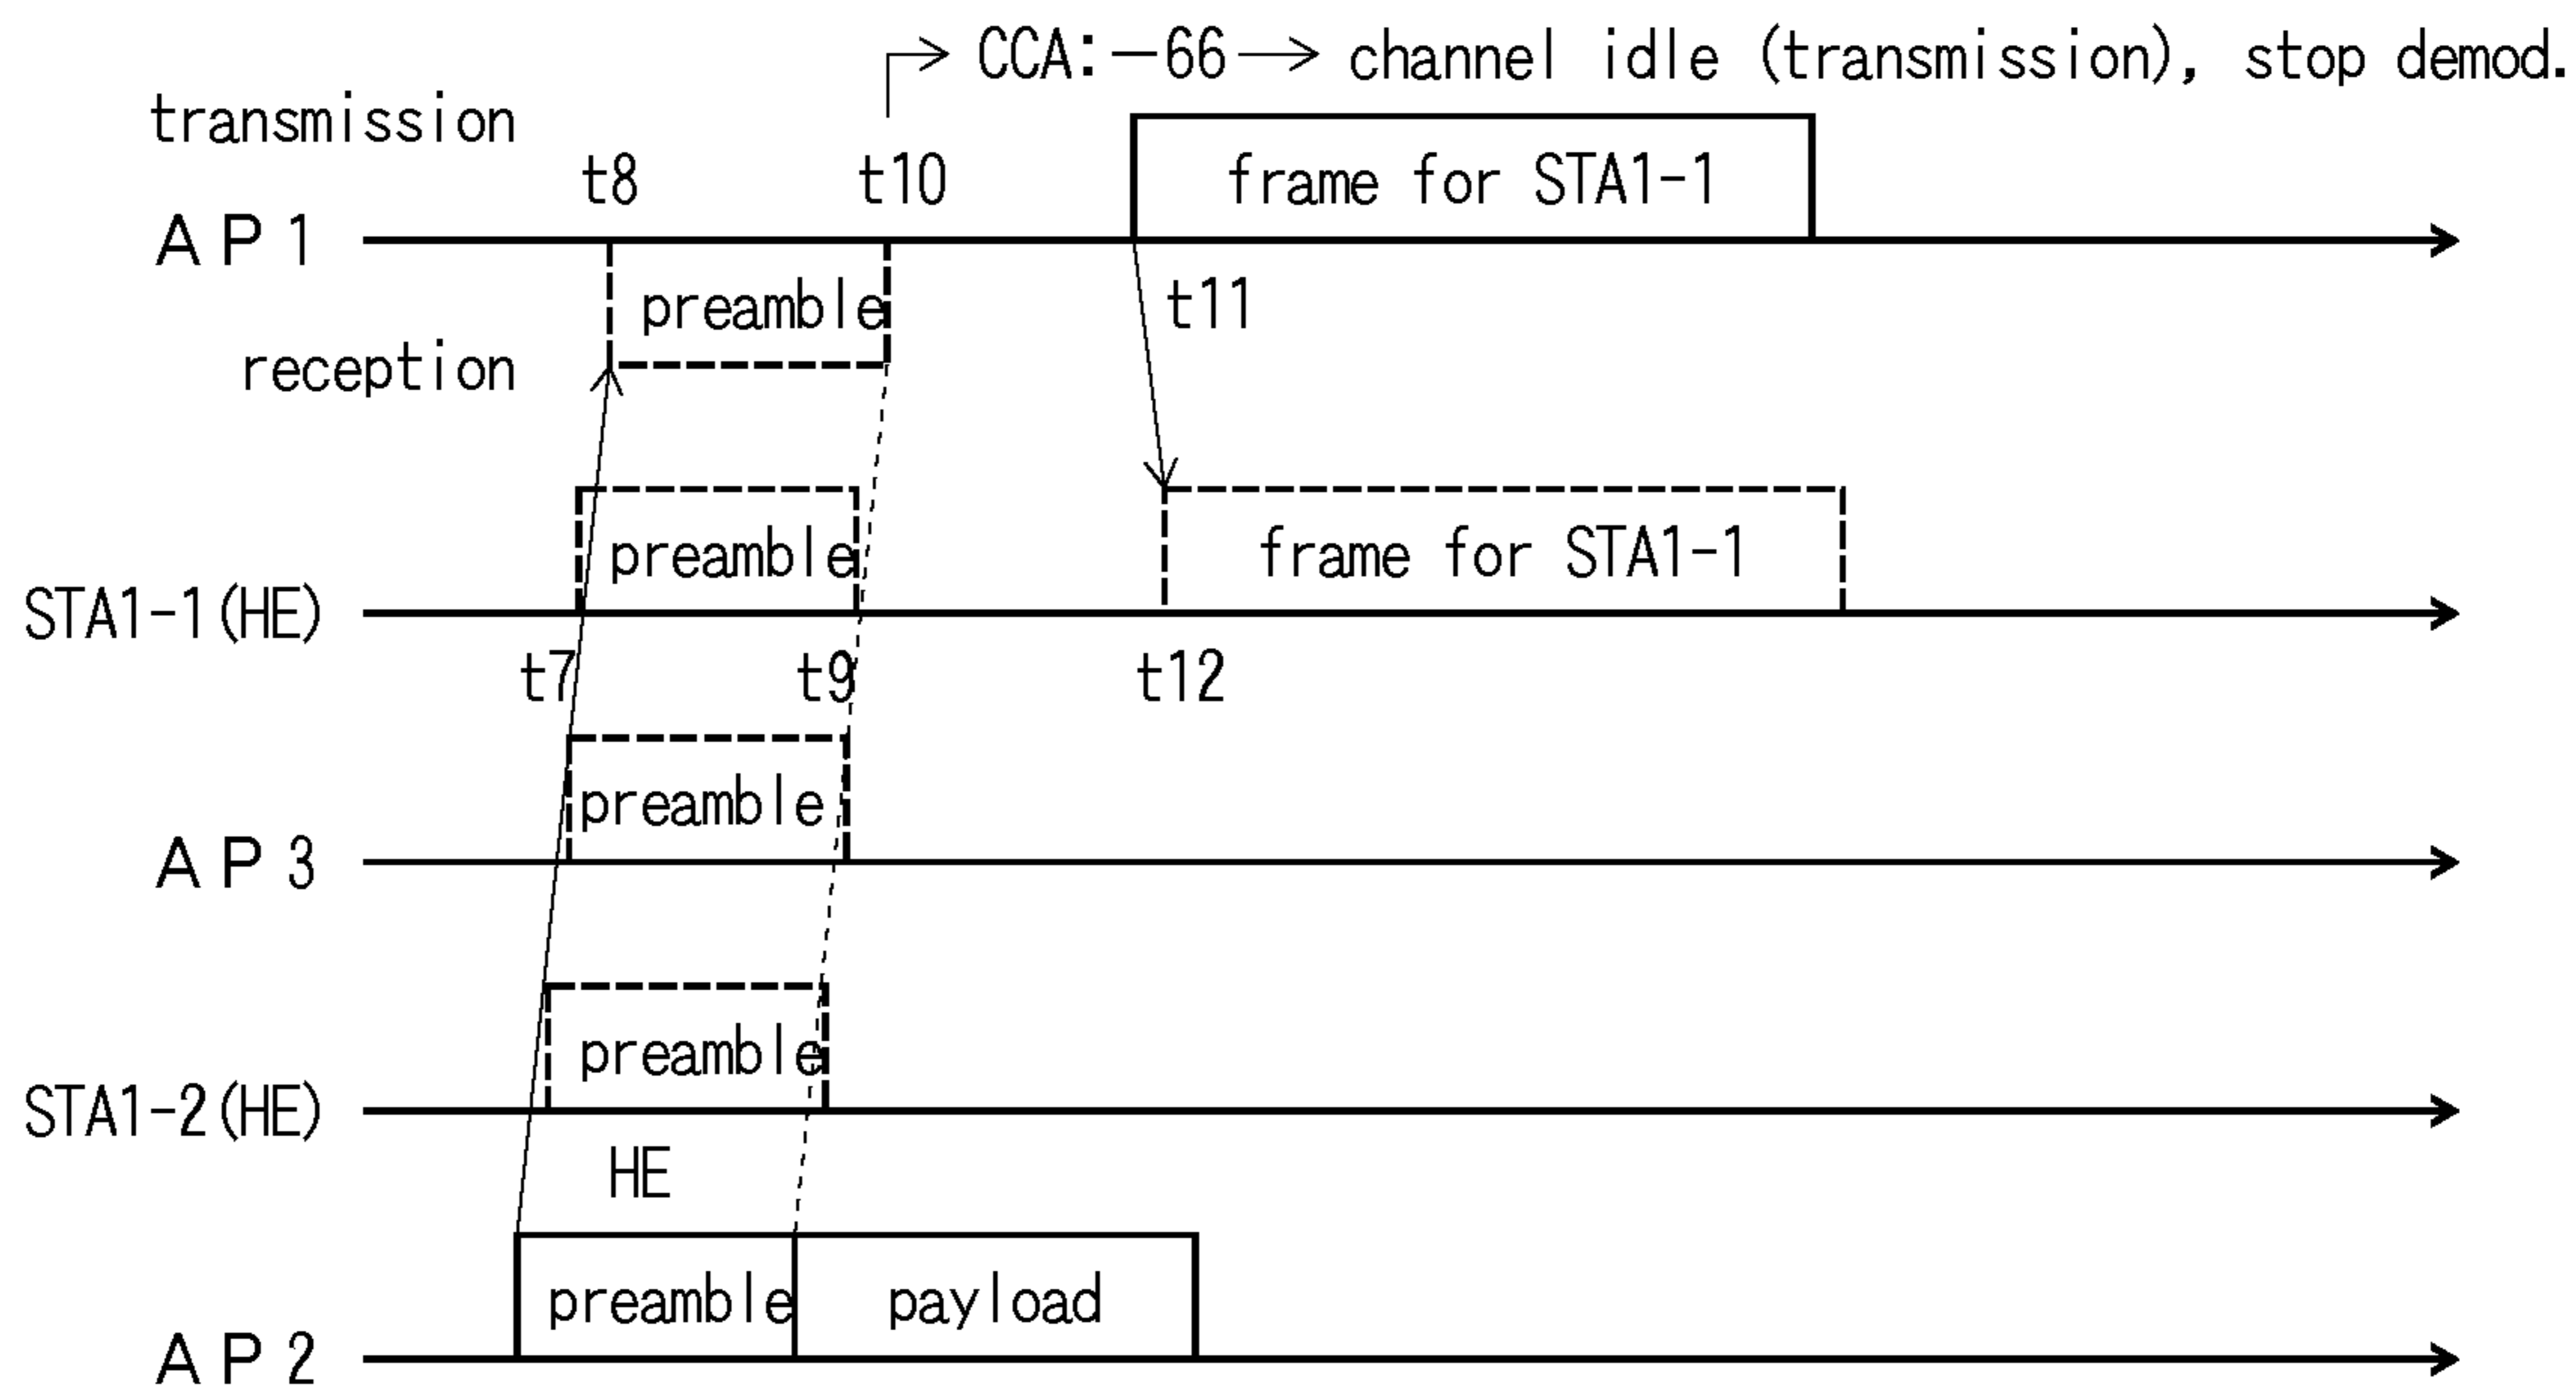 CCA:-66 → channel idle (transmission), stop demod.
transmission
t8 t10
frame for STA1-1
AP1
preamble
t11
reception
preamble
frame for STA1-1
STA1-1(HE)
t7 t9 t12
preamble
AP3
preamble
STA1-2(HE)
HE
preamble payload
AP2